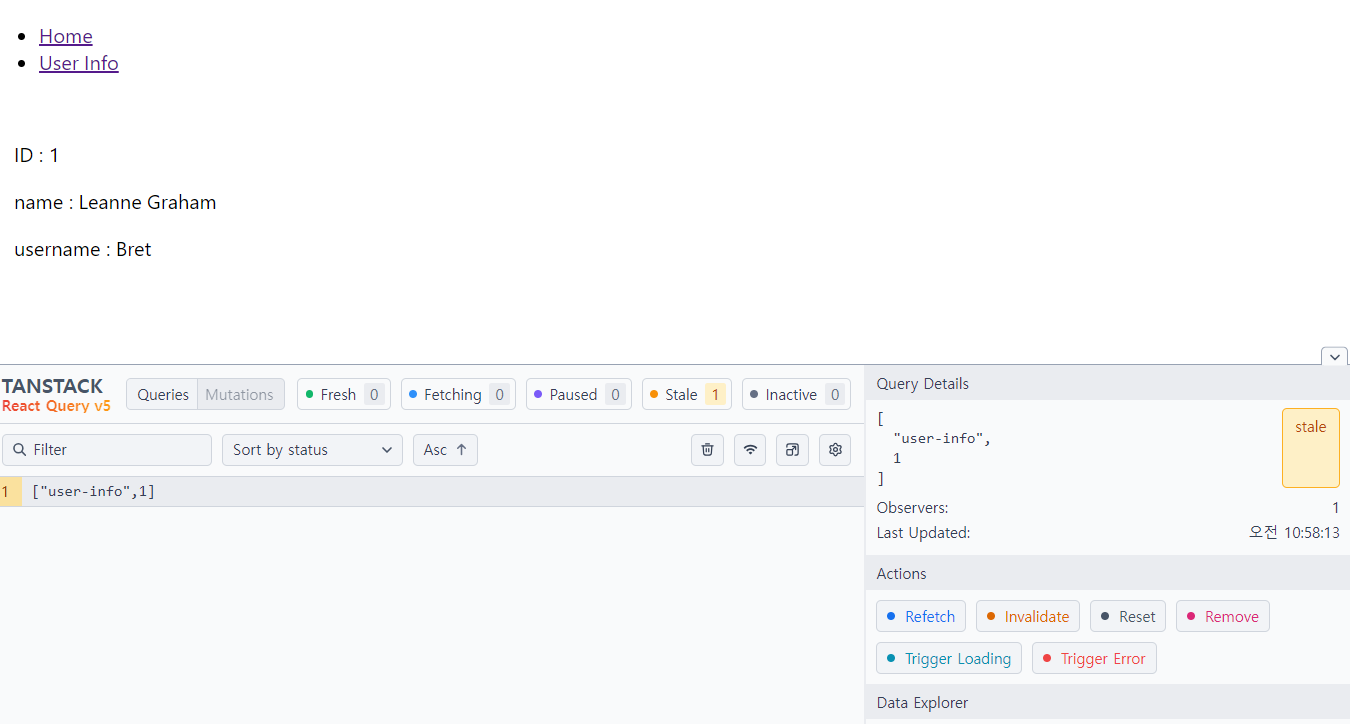 Home
User Info
ID : 1
name : Leanne Graham
username : Bret
TANSTACK
React Query v5
Queries Mutations Fresh 0 Fetching 0 Paused 0 Stale 1 Inactive 0
Filter Sort by status Asc ↑
1 ["user-info",1]
Query Details
[
"user-info",
1
]
stale
Observers: 1
Last Updated: 오전 10:58:13
Actions
Refetch Invalidate Reset Remove
Trigger Loading Trigger Error
Data Explorer